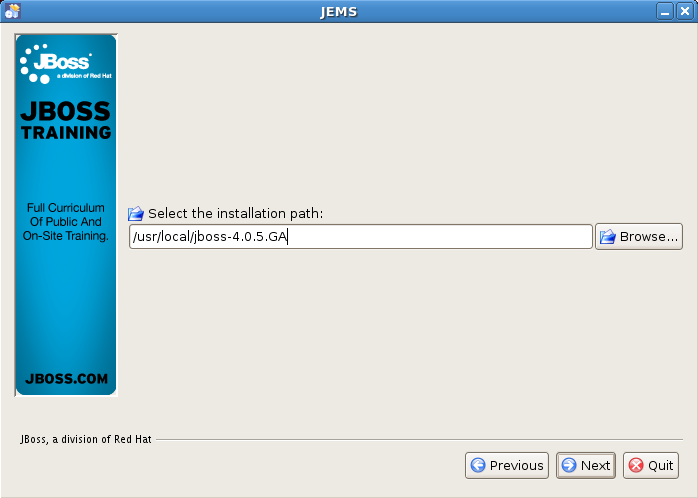 JEMS
JBoss
a division of Red Hat
JBOSS
TRAINING
Full Curriculum
Of Public And
On-Site Training.
JBOSS.COM
Select the installation path:
/usr/local/jboss-4.0.5.GA
Browse...
JBoss, a division of Red Hat
Previous
Next
Quit